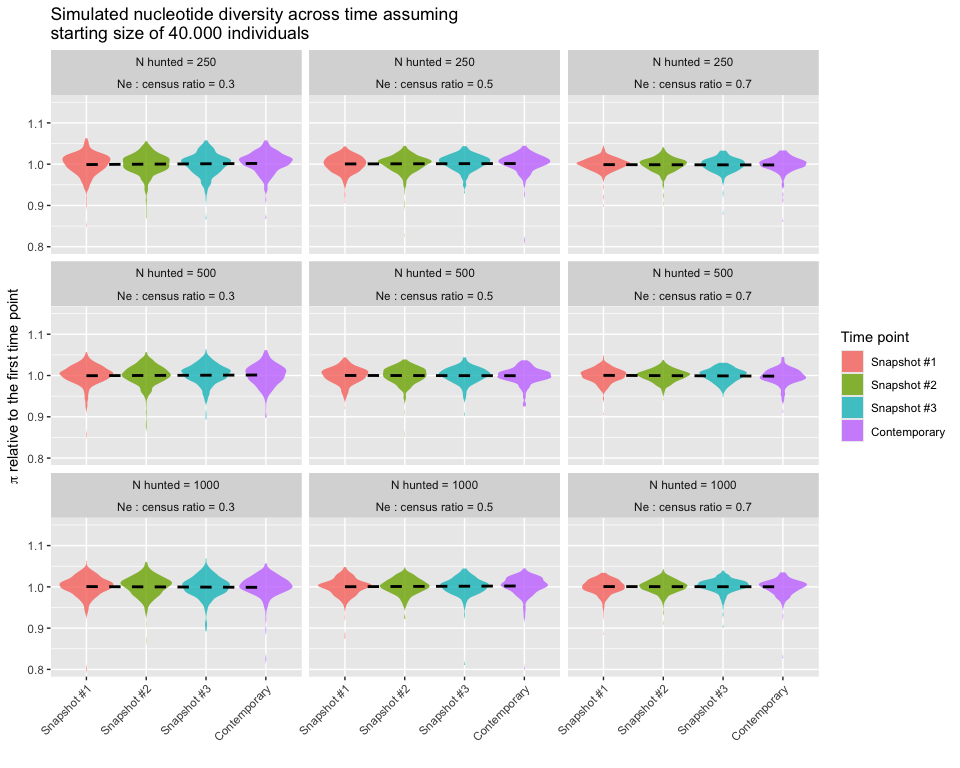 Simulated nucleotide diversity across time assuming
starting size of 40.000 individuals
N hunted = 250
Ne : census ratio = 0.3
N hunted = 250
Ne : census ratio = 0.5
N hunted = 250
Ne : census ratio = 0.7
1.1
1.0
0.9
0.8
N hunted = 500
Ne : census ratio = 0.3
N hunted = 500
Ne : census ratio = 0.5
N hunted = 500
Ne : census ratio = 0.7
1.1
1.0
0.9
0.8
N hunted = 1000
Ne : census ratio = 0.3
N hunted = 1000
Ne : census ratio = 0.5
N hunted = 1000
Ne : census ratio = 0.7
1.1
1.0
0.9
0.8
π relative to the first time point
Snapshot #1
Snapshot #2
Snapshot #3
Contemporary
Snapshot #1
Snapshot #2
Snapshot #3
Contemporary
Snapshot #1
Snapshot #2
Snapshot #3
Contemporary
Time point
Snapshot #1
Snapshot #2
Snapshot #3
Contemporary